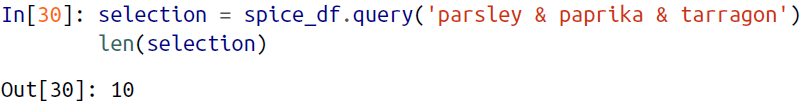 In[30]: selection = spice_df.query('parsley & paprika & tarragon')
len(selection)
Out[30]: 10